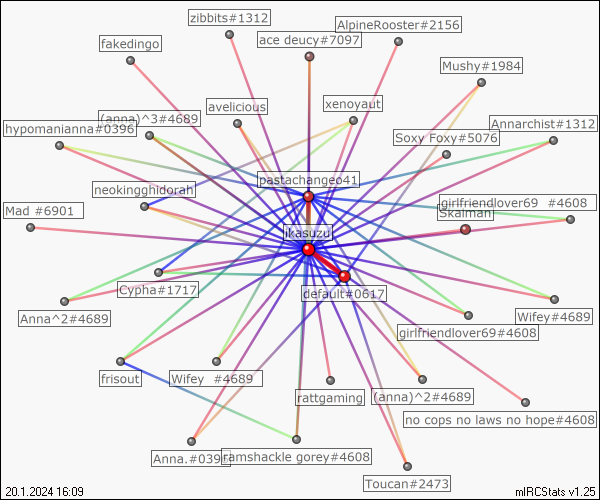 zibbits#1312
AlpineRooster#2156
fakedingo
ace deucy#7097
Mushy#1984
avelicious
xenoyaut
(anna)^3#4689
hypomanianna#0396
Annarchist#1312
Soxy Foxy#5076
pastachangeo41
neokingghidorah
girlfriendlover69 #4608
Skalman
Mad #6901
ikasuzu
Cypha#1717
default#0617
Anna^2#4689
Wifey#4689
girlfriendlover69#4608
frisout
Wifey #4689
rattgaming
(anna)^2#4689
no cops no laws no hope#4608
Anna.#039
ramshackle gorey#4608
Toucan#2473
20.1.2024 16:09
mIRCStats v1.25